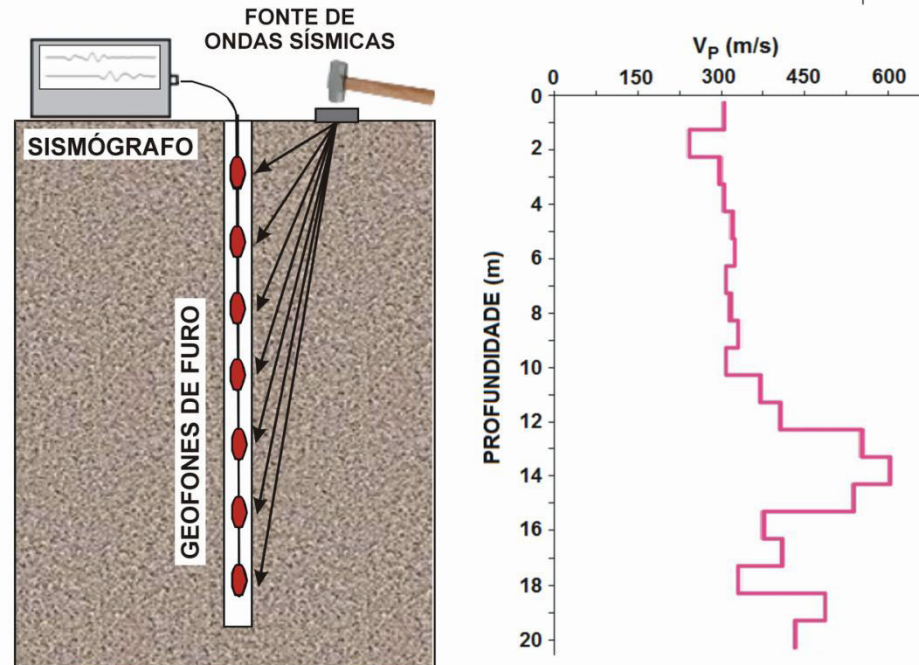 FONTE DE
ONDAS SÍSMICAS
SISMÓGRAFO
GEOFONES DE FURO
V_P (m/s)
0 150 300 450 600
PROFUNDIDADE (m)
0
2
4
6
8
10
12
14
16
18
20